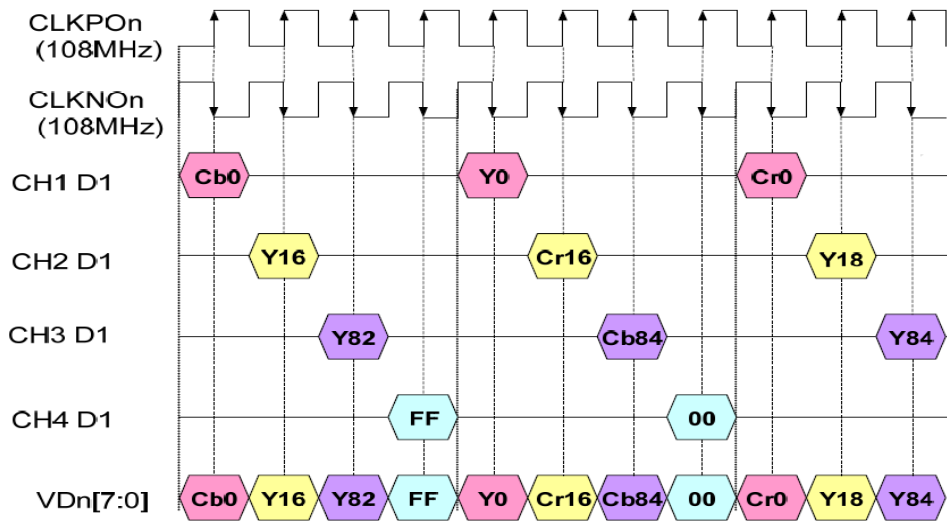 CLKPOn
(108MHz)
CLKNOn
(108MHz)
CH1 D1 Cb0 Y0 Cr0
CH2 D1 Y16 Cr16 Y18
CH3 D1 Y82 Cb84 Y84
CH4 D1 FF 00
VDn[7:0] Cb0 Y16 Y82 FF Y0 Cr16 Cb84 00 Cr0 Y18 Y84